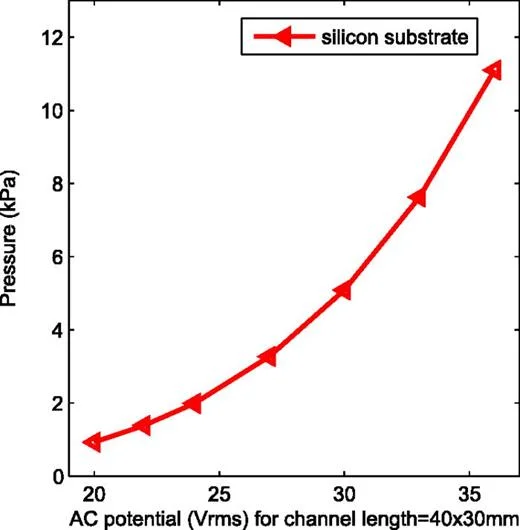 12
silicon substrate
10
8
6
4
2
0
Pressure (kPa)
20 25 30 35
AC potential (Vrms) for channel length=40x30mm